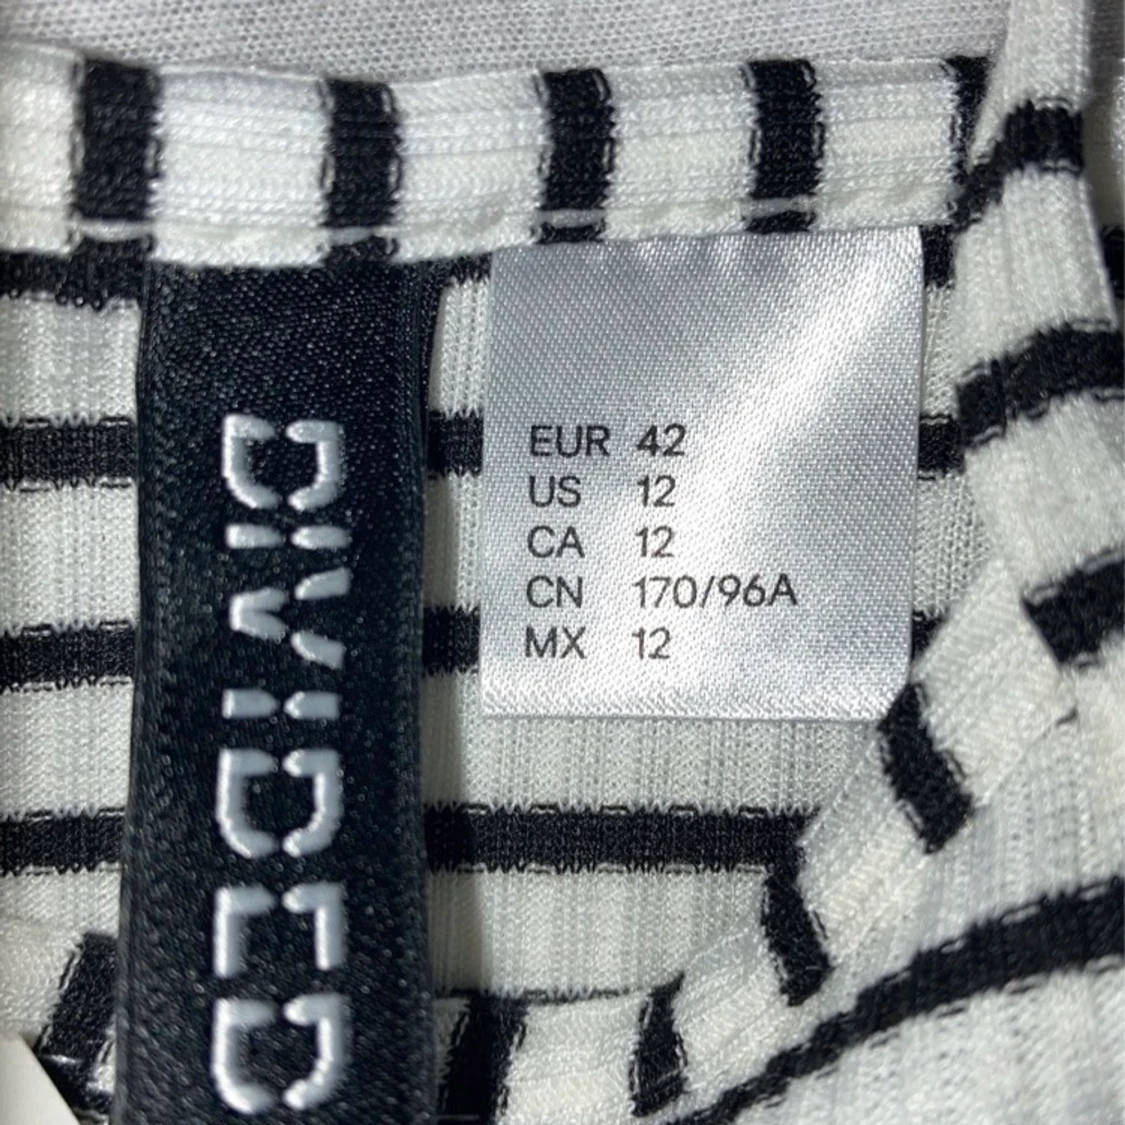 DIVIDED
EUR 42
US 12
CA 12
CN 170/96A
MX 12